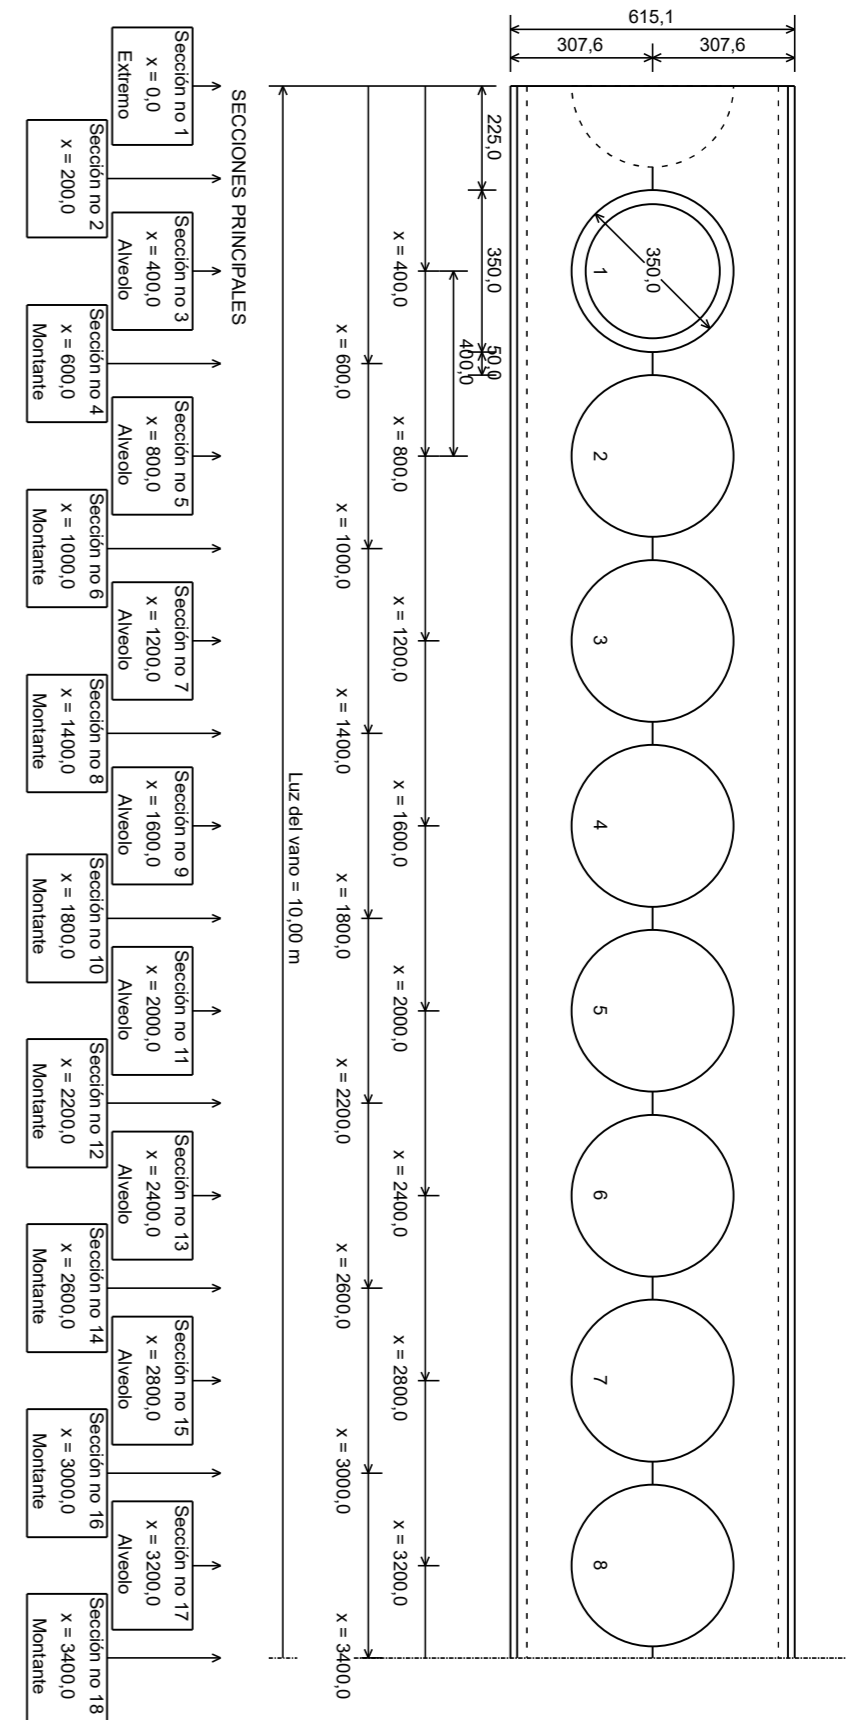 615,1
307,6
307,6
225,0
350,0
50,0
400,0
350,0
1
2
3
4
5
6
7
8
x = 400,0
x = 800,0
x = 1200,0
x = 1600,0
x = 2000,0
x = 2400,0
x = 2800,0
x = 3200,0
x = 600,0
x = 1000,0
x = 1400,0
x = 1800,0
x = 2200,0
x = 2600,0
x = 3000,0
x = 3400,0
Luz del vano = 10,00 m
SECCIONES PRINCIPALES
Sección no 1
x = 0,0
Extremo
Sección no 2
x = 200,0
Sección no 3
x = 400,0
Alveolo
Sección no 4
x = 600,0
Montante
Sección no 5
x = 800,0
Alveolo
Sección no 6
x = 1000,0
Montante
Sección no 7
x = 1200,0
Alveolo
Sección no 8
x = 1400,0
Montante
Sección no 9
x = 1600,0
Alveolo
Sección no 10
x = 1800,0
Montante
Sección no 11
x = 2000,0
Alveolo
Sección no 12
x = 2200,0
Montante
Sección no 13
x = 2400,0
Alveolo
Sección no 14
x = 2600,0
Montante
Sección no 15
x = 2800,0
Alveolo
Sección no 16
x = 3000,0
Montante
Sección no 17
x = 3200,0
Alveolo
Sección no 18
x = 3400,0
Montante